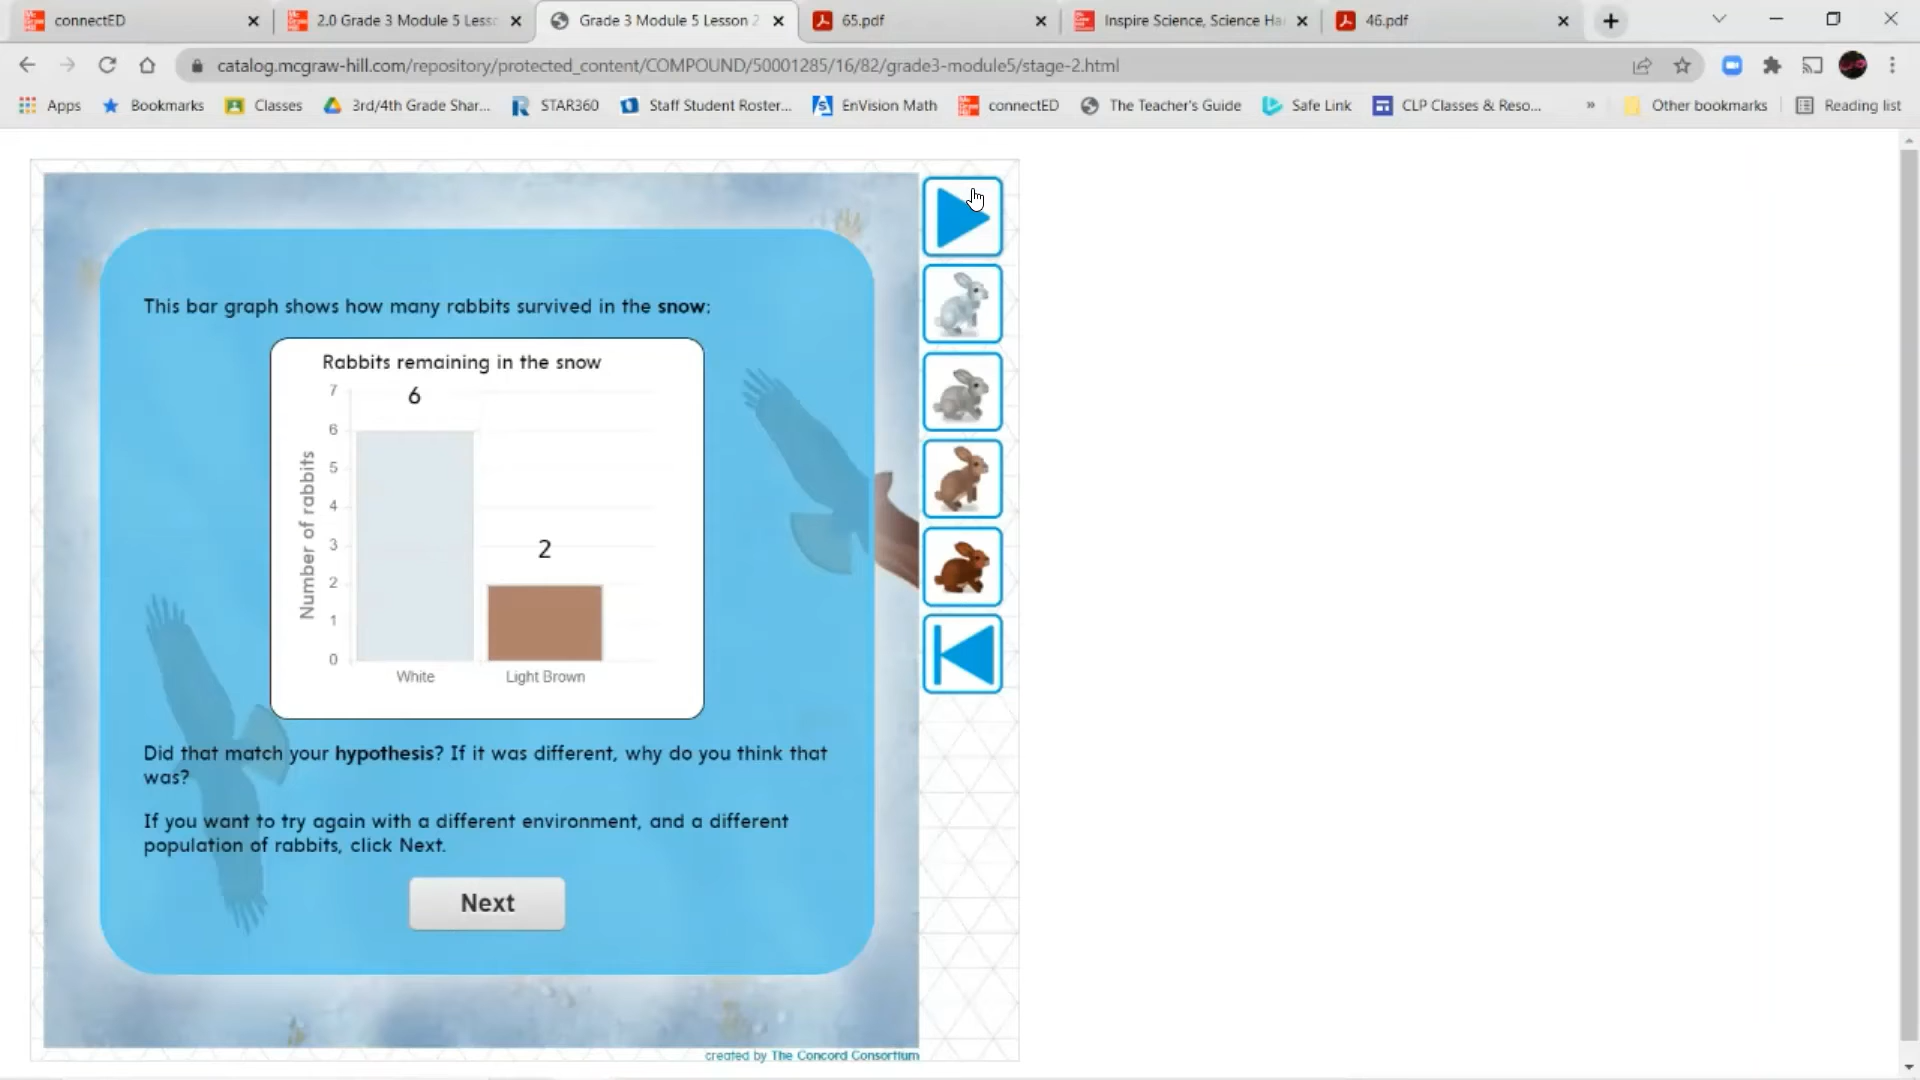 connectED
2.0 Grade 3 Module 5 Less
Grade 3 Module 5 Lesson 2
65.pdf
Inspire Science, Science Ha
46.pdf
catalog.mcgraw-hill.com/repository/protected_content/COMPOUND/50001285/16/82/grade3-module5/stage-2.html
Apps
Bookmarks
Classes
3rd/4th Grade Shar...
STAR360
Staff Student Roster...
EnVision Math
connectED
The Teacher's Guide
Safe Link
CLP Classes & Reso...
»
Other bookmarks
Reading list
This bar graph shows how many rabbits survived in the snow:
Rabbits remaining in the snow
Number of rabbits
7
6
5
4
3
2
1
0
6
2
White
Light Brown
Did that match your hypothesis? If it was different, why do you think that
was?
If you want to try again with a different environment, and a different
population of rabbits, click Next.
Next
created by The Concord Consortium